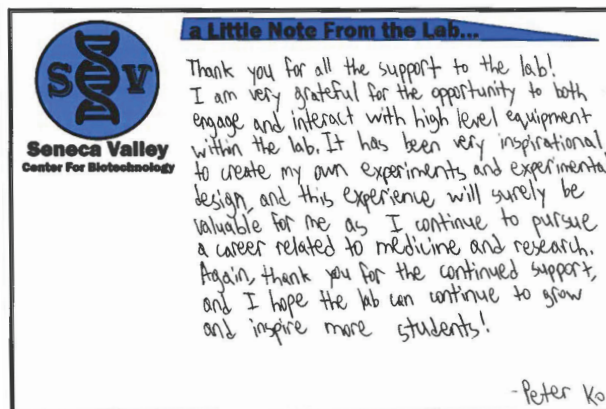 a Little Note From the Lab...
S V
Seneca Valley
Center For Biotechnology
Thank you for all the support to the lab!
I am very grateful for the opportunity to both
engage and interact with high level equipment
within the lab. It has been very inspirational
to create my own experiments and experimenta
design, and this experience will surely be
valuable for me as I continue to pursue
a career related to medicine and research.
Again, thank you for the continued support,
and I hope the lab can continue to grow
and inspire more students!
-Peter Ko